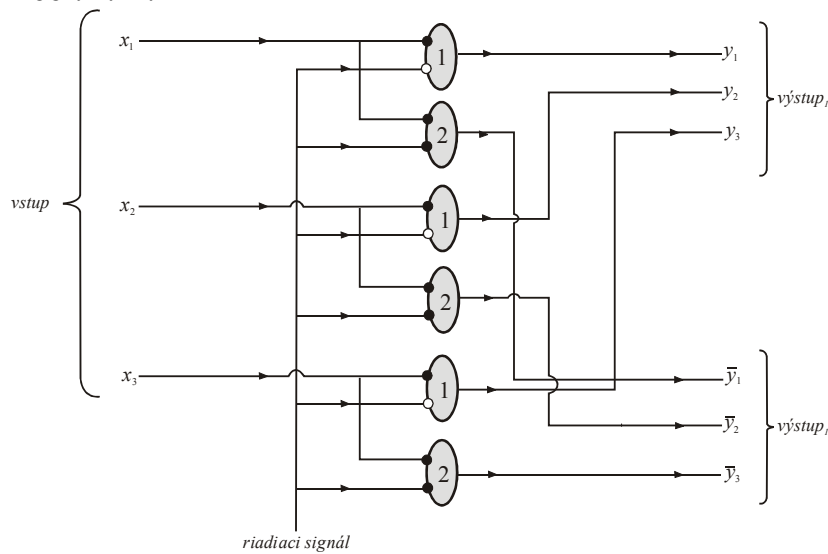 x₁
1
y₁
y₂
výstup₁
2
y₃
vstup
x₂
1
2
x₃
1
ȳ₁
ȳ₂
výstup₁
2
ȳ₃
riadiaci signál